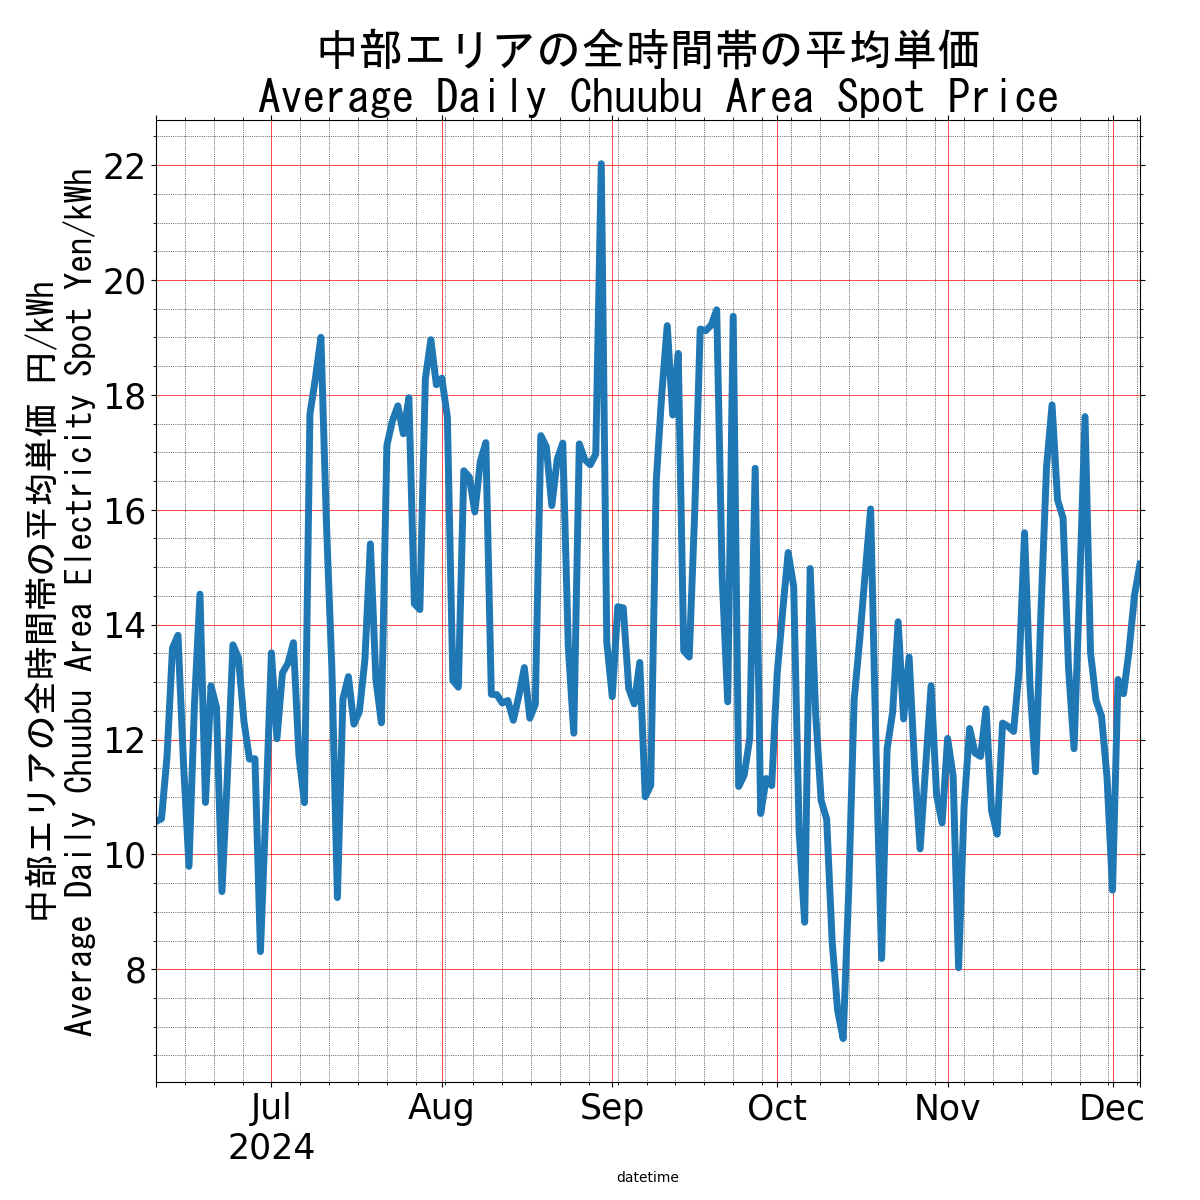 中部エリアの全時間帯の平均単価
Average Daily Chuubu Area Spot Price
中部エリアの全時間帯の平均単価 円/kWh
Average Daily Chuubu Area Electricity Spot Yen/kWh
22
20
18
16
14
12
10
8
Jul Aug Sep Oct Nov Dec
2024
datetime